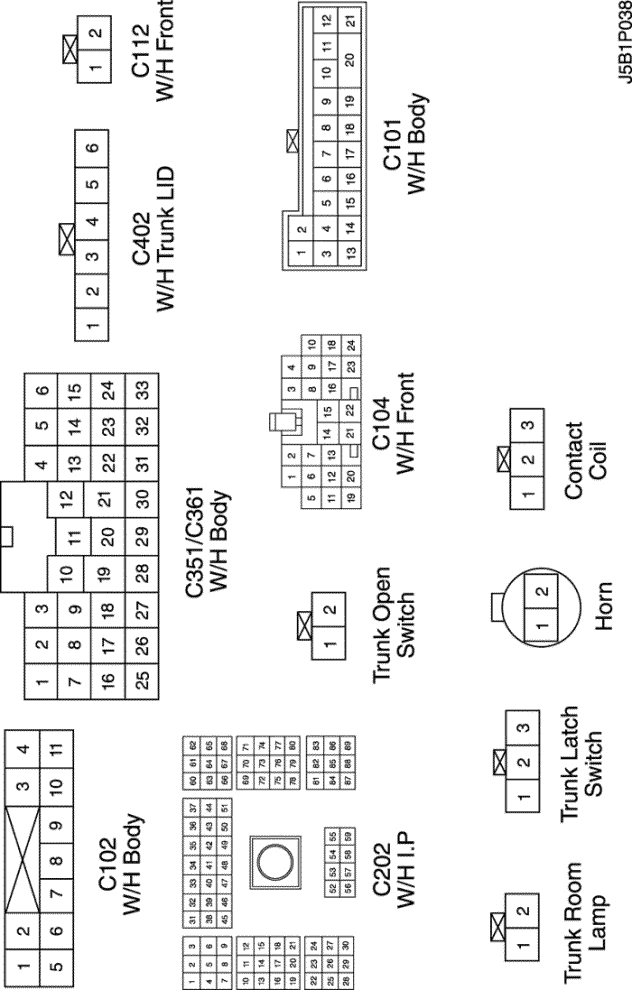 1 2 3 4
5 6 7 8 9 10 11
C102
W/H Body
1 2 3 4 5 6
7 8 9 10 11 12 13 14 15
16 17 18 19 20 21 22 23 24
25 26 27 28 29 30 31 32 33
C351/C361
W/H Body
1 2 3 4 5 6
C402
W/H Trunk LID
1 2
C112
W/H Front
1 2 3
4 5 6
7 8 9
10 11 12
13 14 15
16 17 18
19 20 21
22 23 24
25 26 27
28 29 30
31 32 33 34 35 36 37
38 39 40 41 42 43 44
45 46 47 48 49 50 51
52 53 54 55
56 57 58 59
60 61 62
63 64 65
66 67 68
69 70 71
72 73 74
75 76 77
78 79 80
81 82 83
84 85 86
87 88 89
C202
W/H I.P
1 2
Trunk Open
Switch
1 2 3 4
5 6 7 8 9 10
11 12 13 14 15 16 17 18
19 20 21 22 23 24
C104
W/H Front
1 2
3 4 5 6 7 8 9 10 11 12
13 14 15 16 17 18 19 20 21
C101
W/H Body
1 2
Trunk Room
Lamp
1 2 3
Trunk Latch
Switch
1 2
Horn
1 2 3
Contact
Coil
J5B1P038